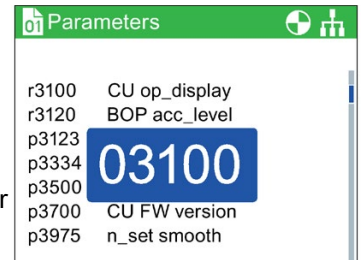 01 Parameters
r3100 CU op_display
r3120 BOP acc_level
p3123
p3334
p3500
03100
r
p3700 CU FW version
p3975 n_set smooth